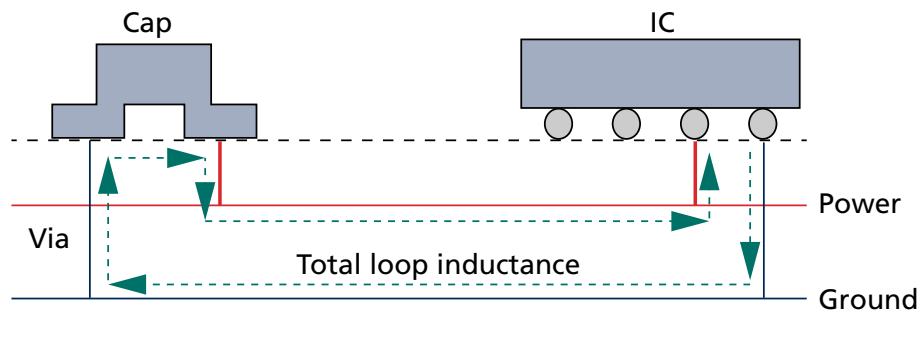 Cap
IC
Power
Via
Total loop inductance
Ground